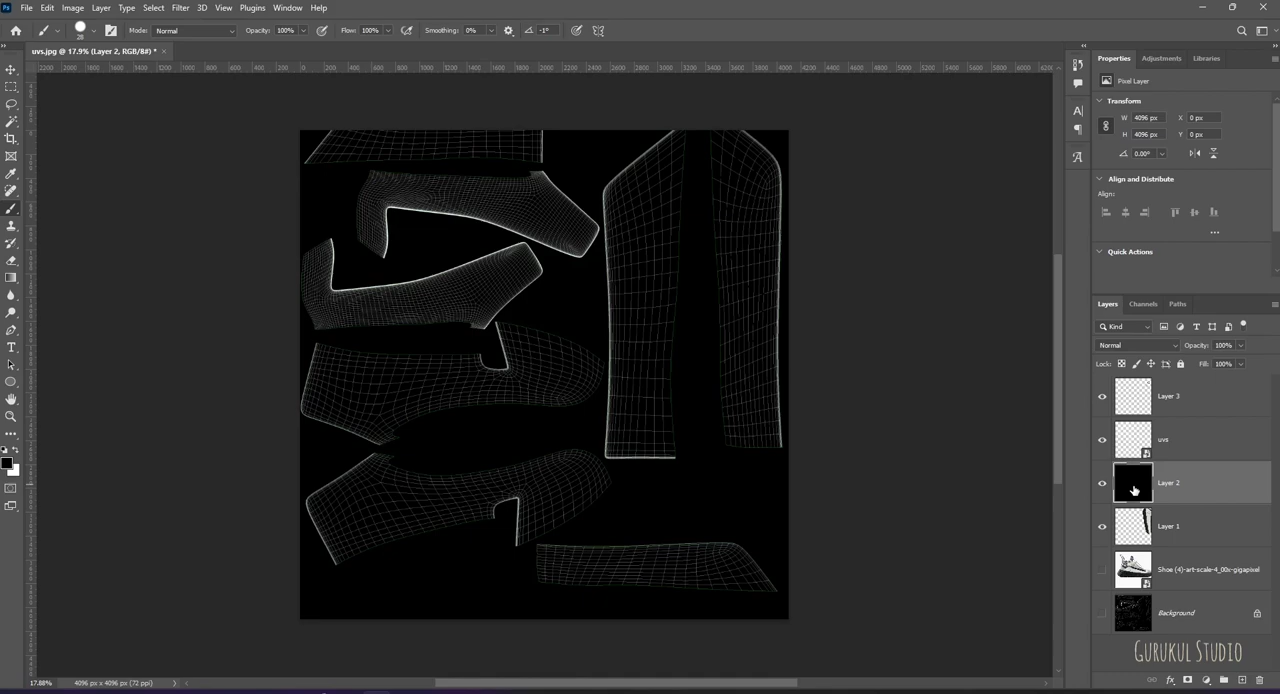 File Edit Image Layer Type Select Filter 3D View Plugins Window Help
28 Mode: Normal Opacity: 100% Flow: 100% Smoothing: 0% -1°
uvs.jpg @ 17.9% (Layer 2, RGB/8#) *
Properties Adjustments Libraries
Pixel Layer
Transform
W 4096 px X 0 px
H 4096 px Y 0 px
0.00°
Align and Distribute
Align:
Quick Actions
Layers Channels Paths
Kind
Normal Opacity: 100%
Lock: Fill: 100%
Layer 3
uvs
Layer 2
Layer 1
Shoe (4)-art-scale-4_00x-gigapixel
Background
GURUKUL STUDIO
17.88% 4096 px x 4096 px (72 ppi)